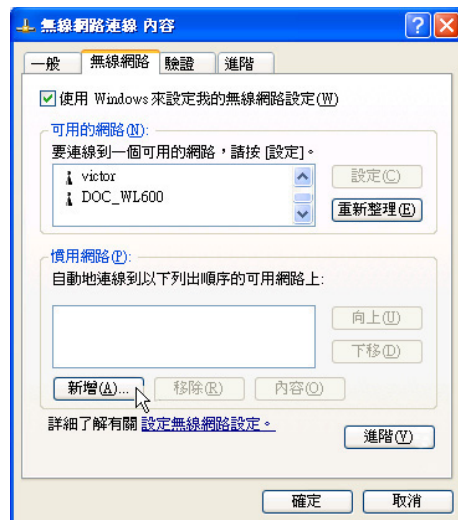 無線網路連線 內容
一般 無線網路 驗證 進階
使用 Windows 來設定我的無線網路設定(W)
可用的網路(N):
要連線到一個可用的網路，請按 [設定]。
victor
DOC_WL600
設定(C)
重新整理(E)
慣用網路(P):
自動地連線到以下列出順序的可用網路上:
向上(U)
下移(D)
新增(A)... 移除(R) 內容(O)
詳細了解有關 設定無線網路設定。
進階(V)
確定 取消